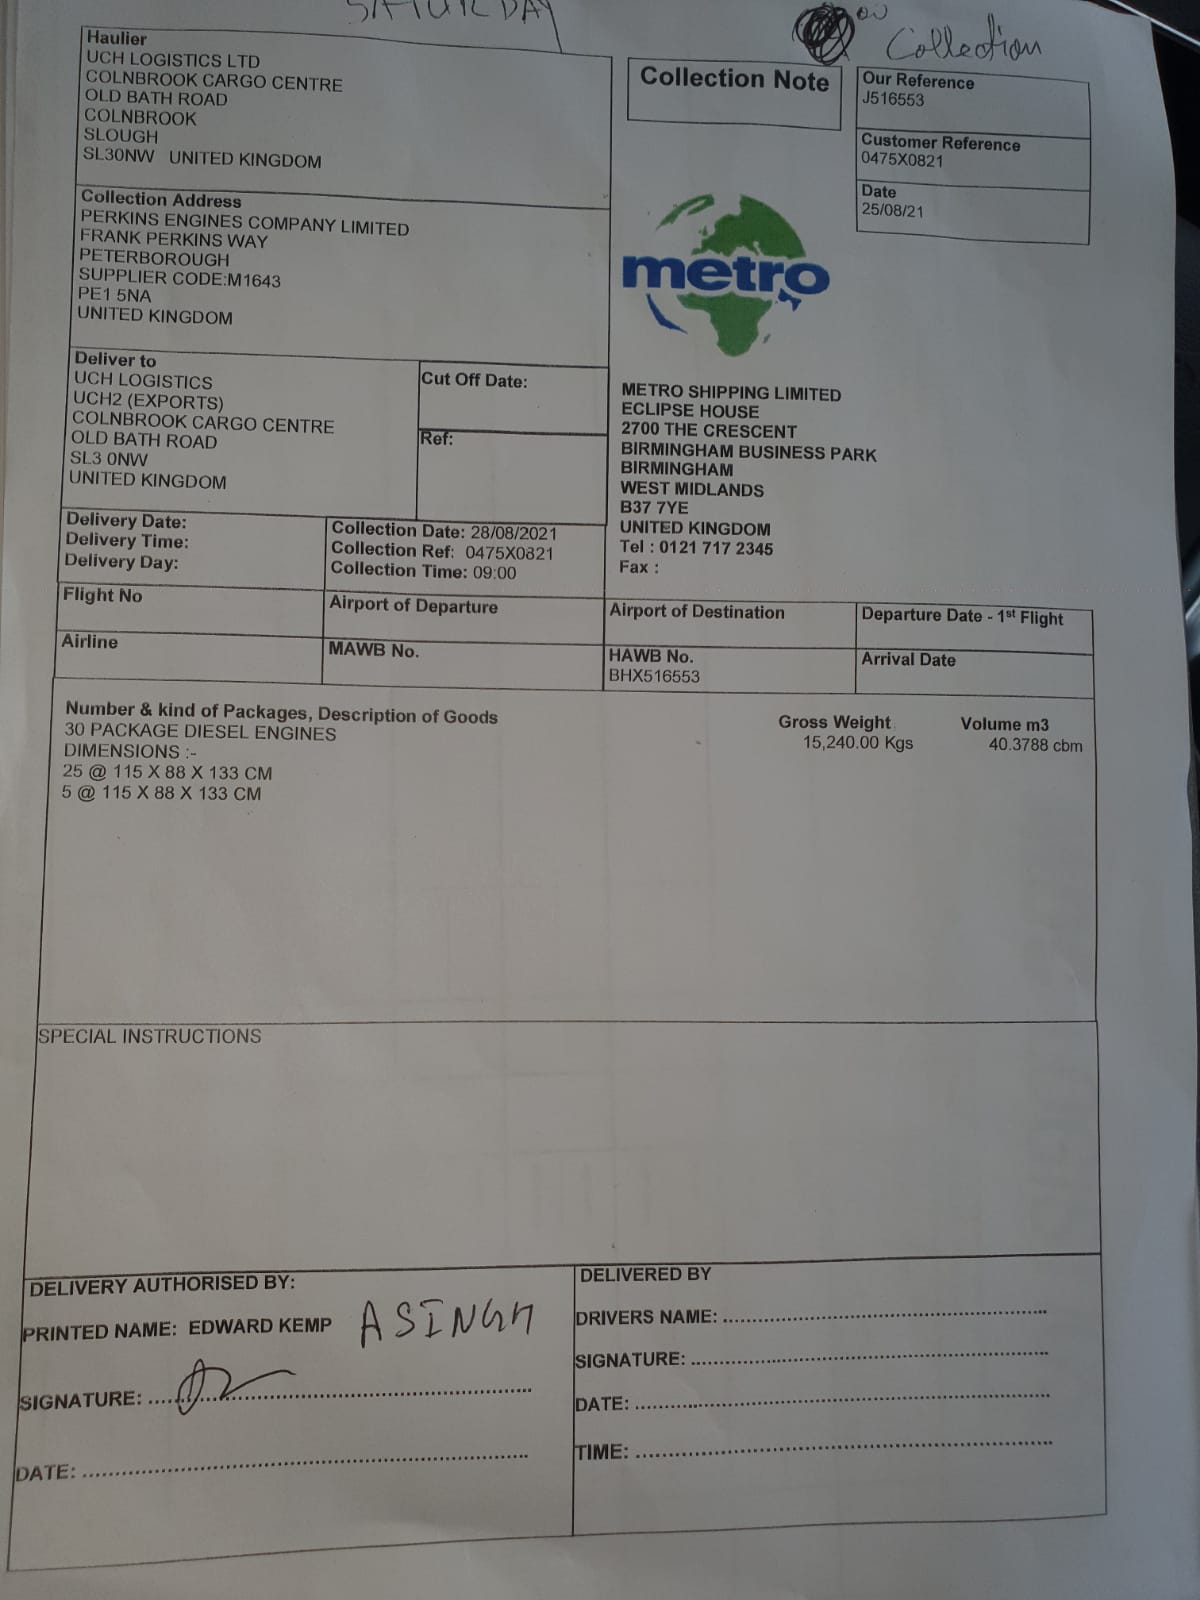 SATURDAY
on Collection
Haulier
UCH LOGISTICS LTD
COLNBROOK CARGO CENTRE
OLD BATH ROAD
COLNBROOK
SLOUGH
SL30NW UNITED KINGDOM
Collection Note
Our Reference
J516553
Customer Reference
0475X0821
Date
25/08/21
Collection Address
PERKINS ENGINES COMPANY LIMITED
FRANK PERKINS WAY
PETERBOROUGH
SUPPLIER CODE:M1643
PE1 5NA
UNITED KINGDOM
metro
Deliver to
UCH LOGISTICS
UCH2 (EXPORTS)
COLNBROOK CARGO CENTRE
OLD BATH ROAD
SL3 0NW
UNITED KINGDOM
Cut Off Date:
Ref:
METRO SHIPPING LIMITED
ECLIPSE HOUSE
2700 THE CRESCENT
BIRMINGHAM BUSINESS PARK
BIRMINGHAM
WEST MIDLANDS
B37 7YE
UNITED KINGDOM
Tel : 0121 717 2345
Fax :
Delivery Date:
Delivery Time:
Delivery Day:
Collection Date: 28/08/2021
Collection Ref: 0475X0821
Collection Time: 09:00
Flight No
Airport of Departure
Airport of Destination
Departure Date - 1st Flight
Airline
MAWB No.
HAWB No.
BHX516553
Arrival Date
Number & kind of Packages, Description of Goods
30 PACKAGE DIESEL ENGINES
DIMENSIONS :-
25 @ 115 X 88 X 133 CM
5 @ 115 X 88 X 133 CM
Gross Weight
15,240.00 Kgs
Volume m3
40.3788 cbm
SPECIAL INSTRUCTIONS
DELIVERY AUTHORISED BY:
PRINTED NAME: EDWARD KEMP A SINGH
SIGNATURE:
DATE:
DELIVERED BY
DRIVERS NAME:
SIGNATURE:
DATE:
TIME: